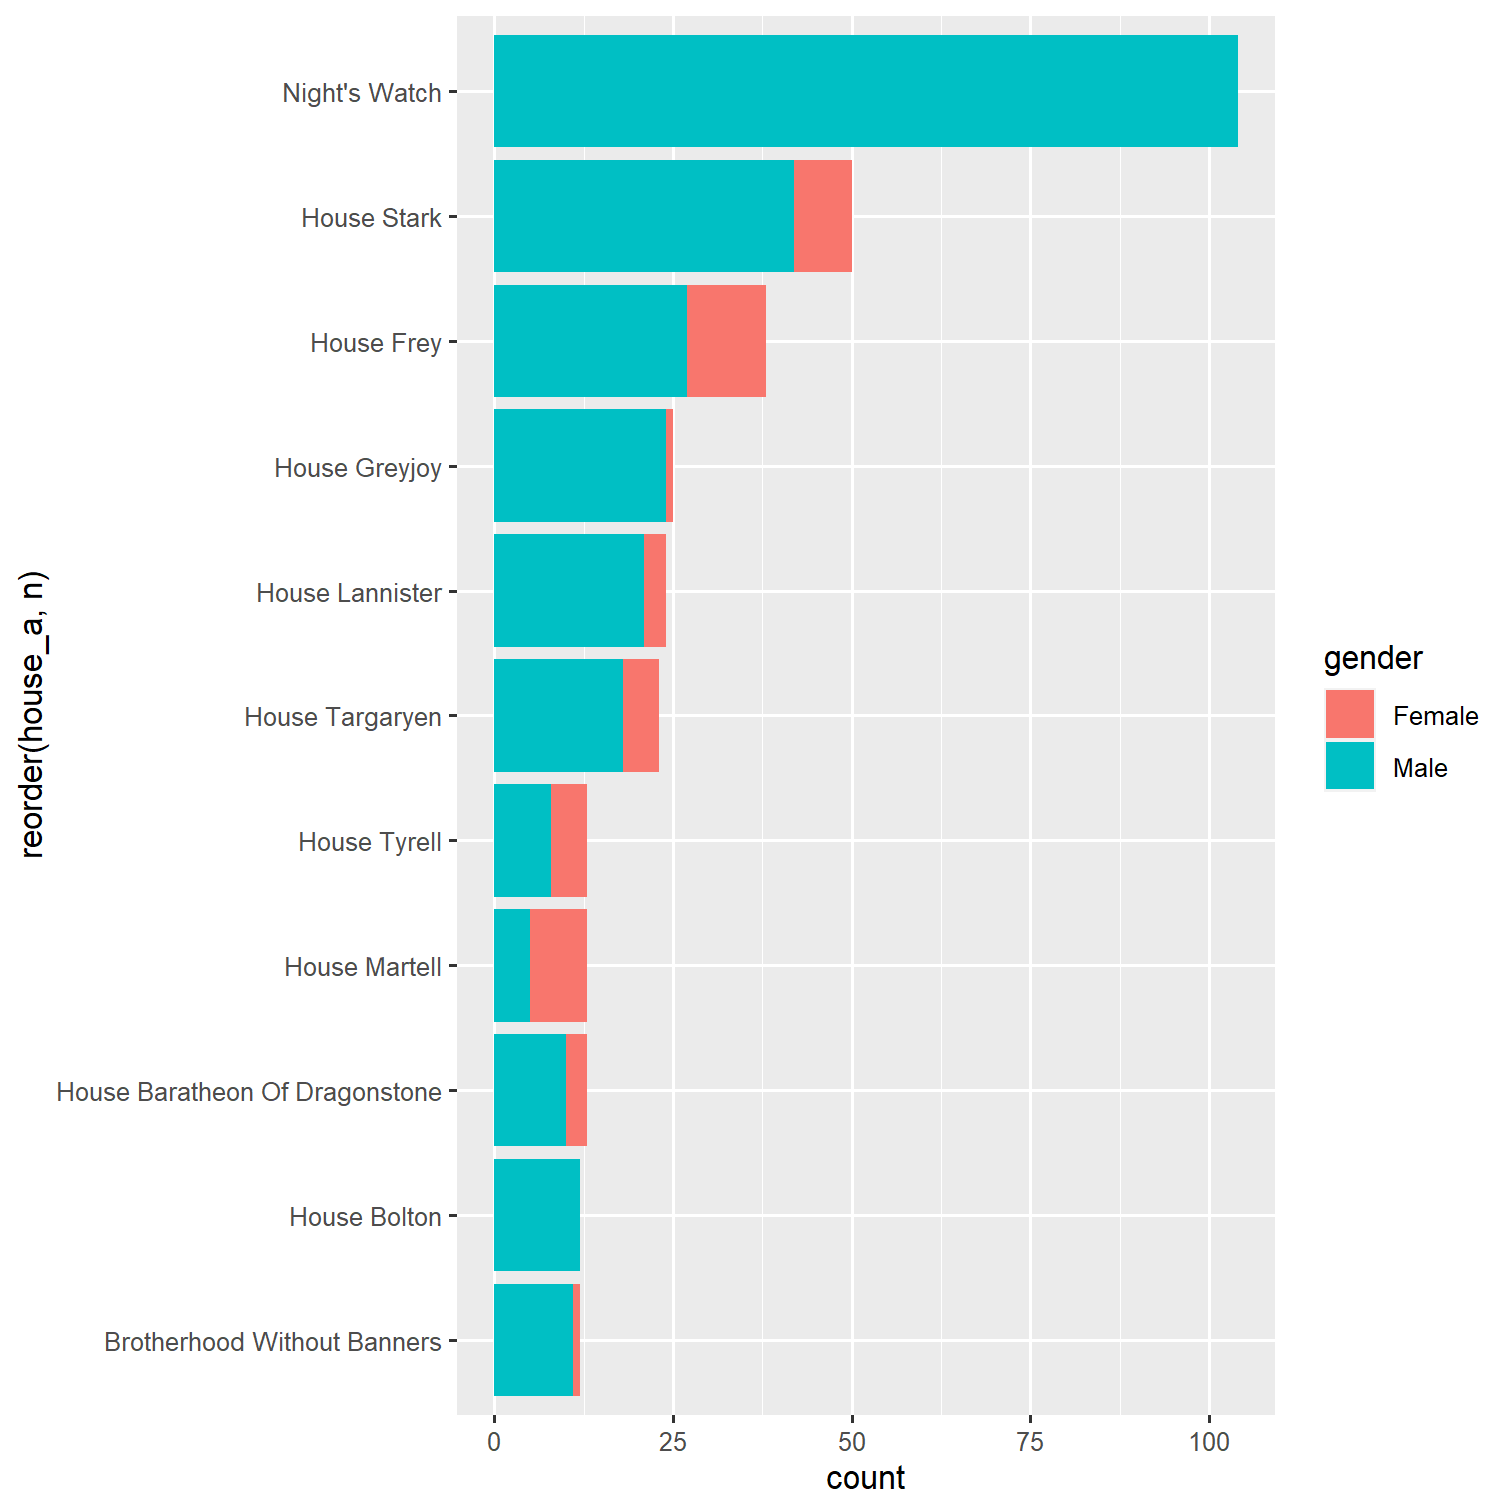 Night's Watch
House Stark
House Frey
House Greyjoy
House Lannister
House Targaryen
House Tyrell
House Martell
House Baratheon Of Dragonstone
House Bolton
Brotherhood Without Banners
reorder(house_a, n)
0 25 50 75 100
count
gender
Female
Male